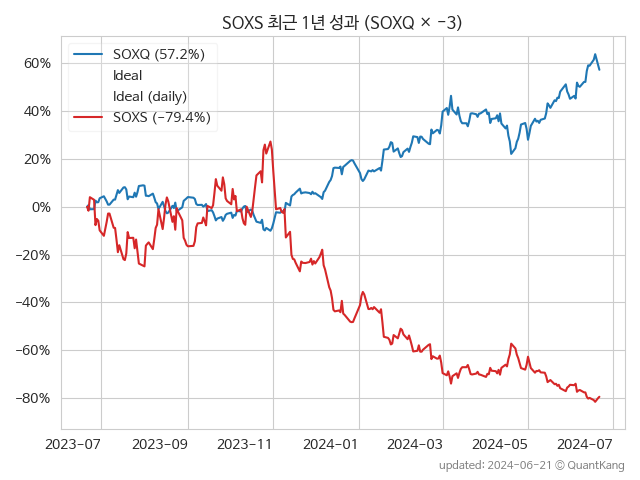 SOXS 최근 1년 성과 (SOXQ × −3)
SOXQ (57.2%)
Ideal
Ideal (daily)
SOXS (−79.4%)
60%
40%
20%
0%
−20%
−40%
−60%
−80%
2023-07 2023-09 2023-11 2024-01 2024-03 2024-05 2024-07
updated: 2024-06-21 © QuantKang